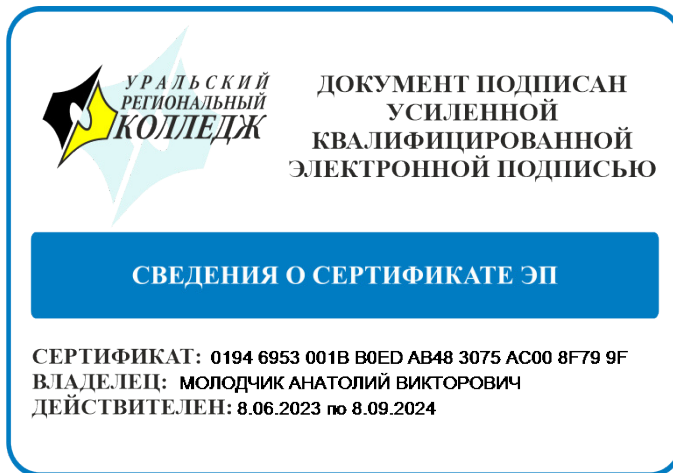 УРАЛЬСКИЙ
РЕГИОНАЛЬНЫЙ
КОЛЛЕДЖ
ДОКУМЕНТ ПОДПИСАН
УСИЛЕННОЙ
КВАЛИФИЦИРОВАННОЙ
ЭЛЕКТРОННОЙ ПОДПИСЬЮ
СВЕДЕНИЯ О СЕРТИФИКАТЕ ЭП
СЕРТИФИКАТ: 0194 6953 001B B0ED AB48 3075 AC00 8F79 9F
ВЛАДЕЛЕЦ: МОЛОДЧИК АНАТОЛИЙ ВИКТОРОВИЧ
ДЕЙСТВИТЕЛЕН: 8.06.2023 по 8.09.2024